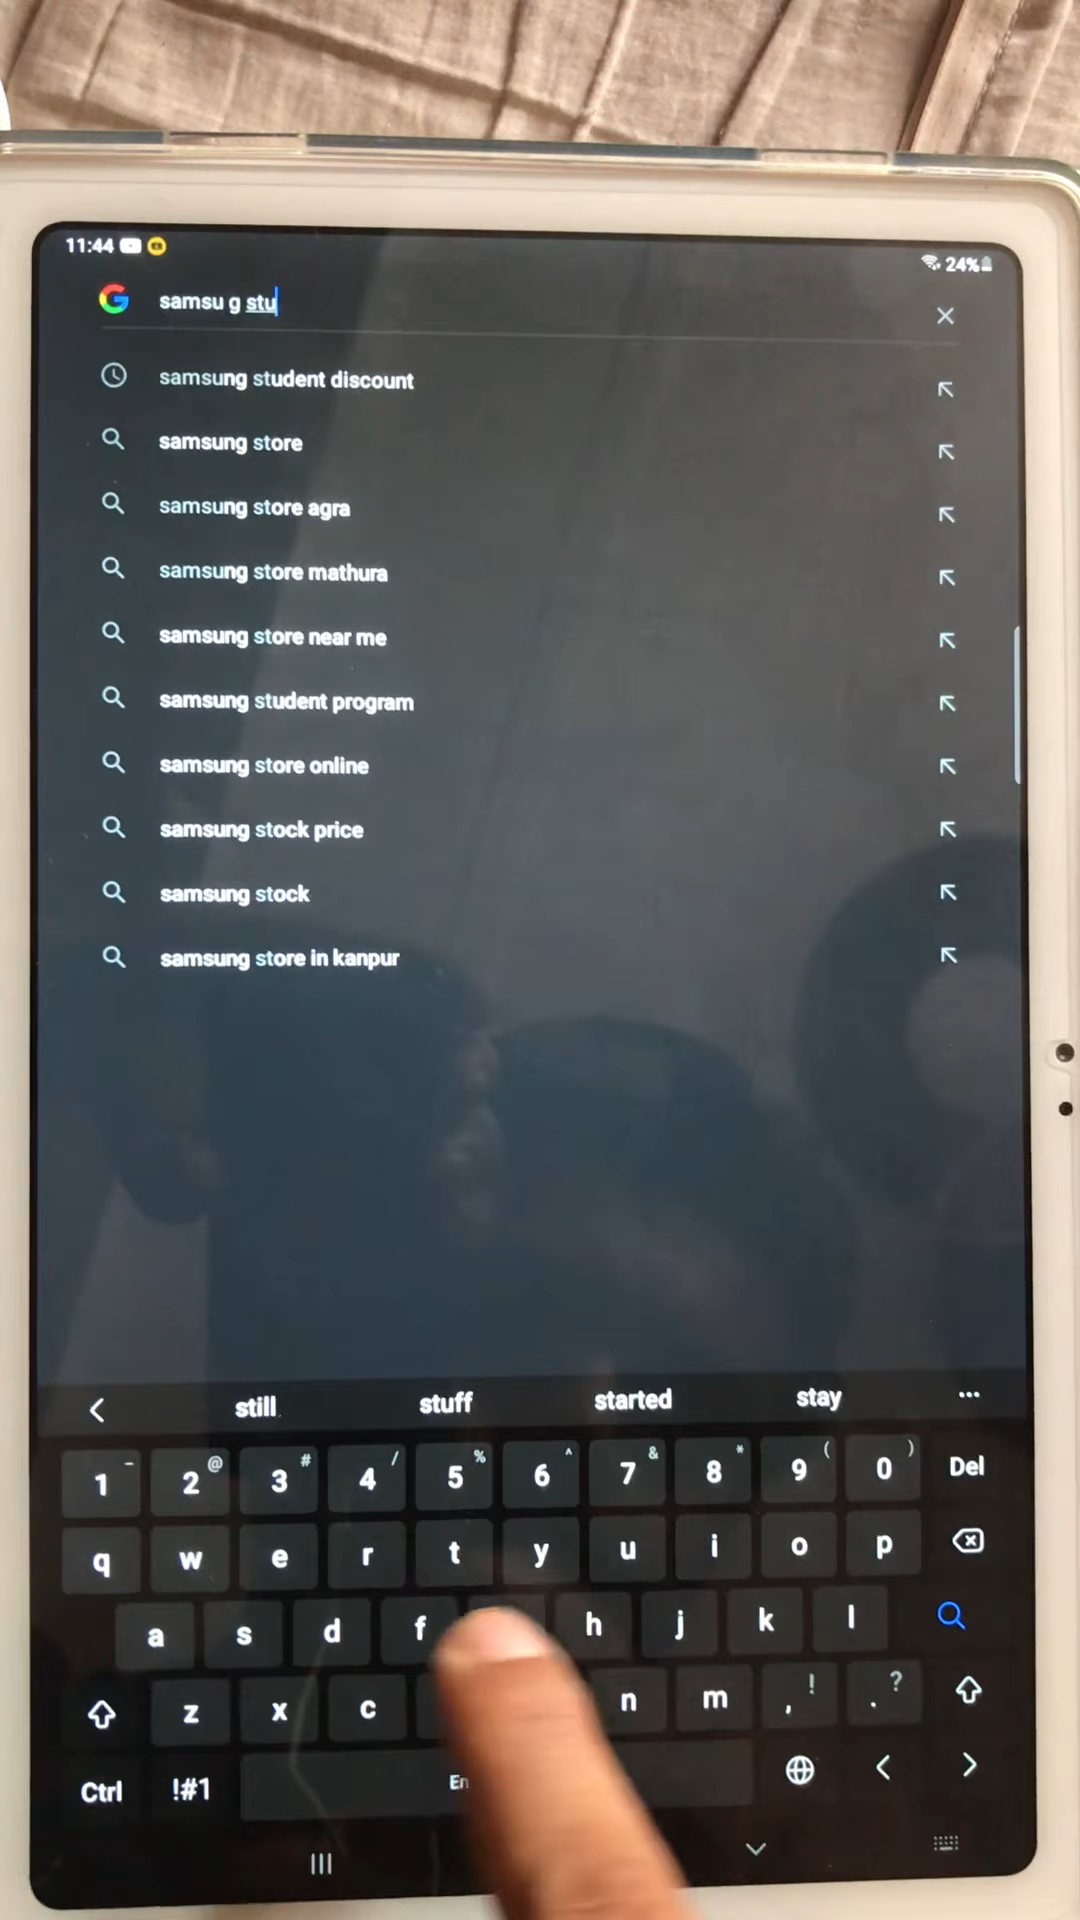 11:44
24%
samsu g stu
samsung student discount
samsung store
samsung store agra
samsung store mathura
samsung store near me
samsung student program
samsung store online
samsung stock price
samsung stock
samsung store in kanpur
still stuff started stay
1 - 2 @ 3 # 4 / 5 % 6 ^ 7 & 8 * 9 ( 0 ) Del
q w e r t y u i o p
a s d f h j k l
z x c n m , ! . ?
Ctrl !#1 En